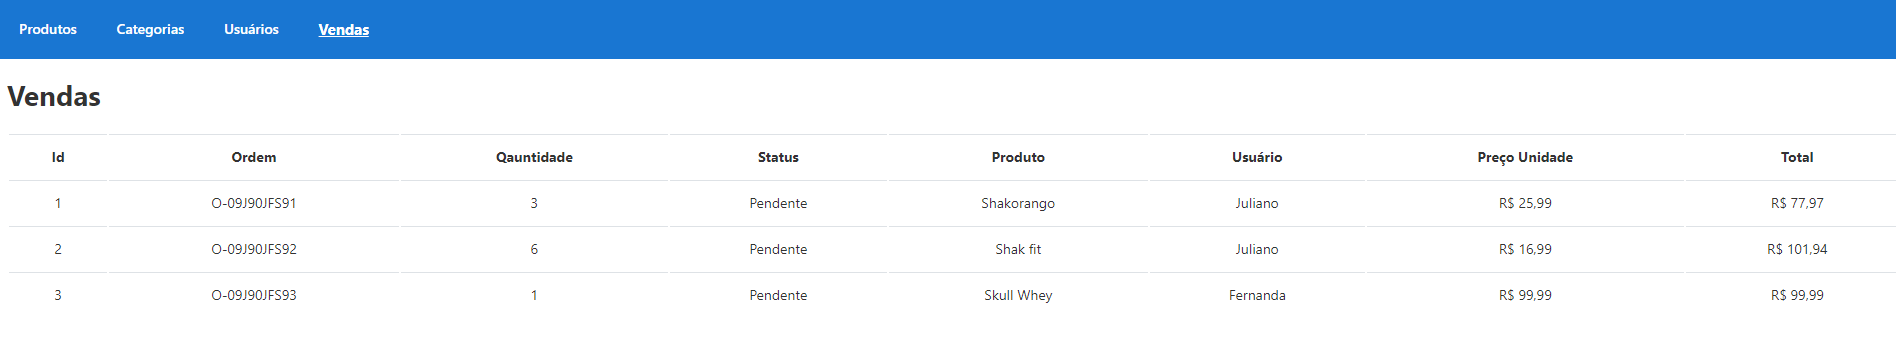 Produtos Categorias Usuários Vendas
Vendas
Id Ordem Qauntidade Status Produto Usuário Preço Unidade Total
1 O-09J90JFS91 3 Pendente Shakorango Juliano R$ 25,99 R$ 77,97
2 O-09J90JFS92 6 Pendente Shak fit Juliano R$ 16,99 R$ 101,94
3 O-09J90JFS93 1 Pendente Skull Whey Fernanda R$ 99,99 R$ 99,99